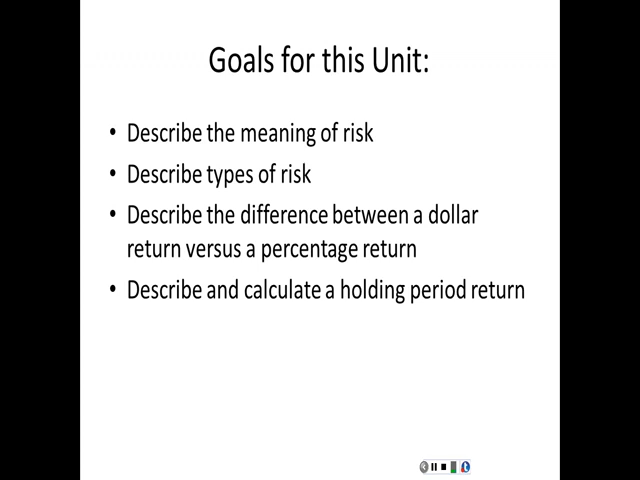 Goals for this Unit:
• Describe the meaning of risk
• Describe types of risk
• Describe the difference between a dollar
return versus a percentage return
• Describe and calculate a holding period return